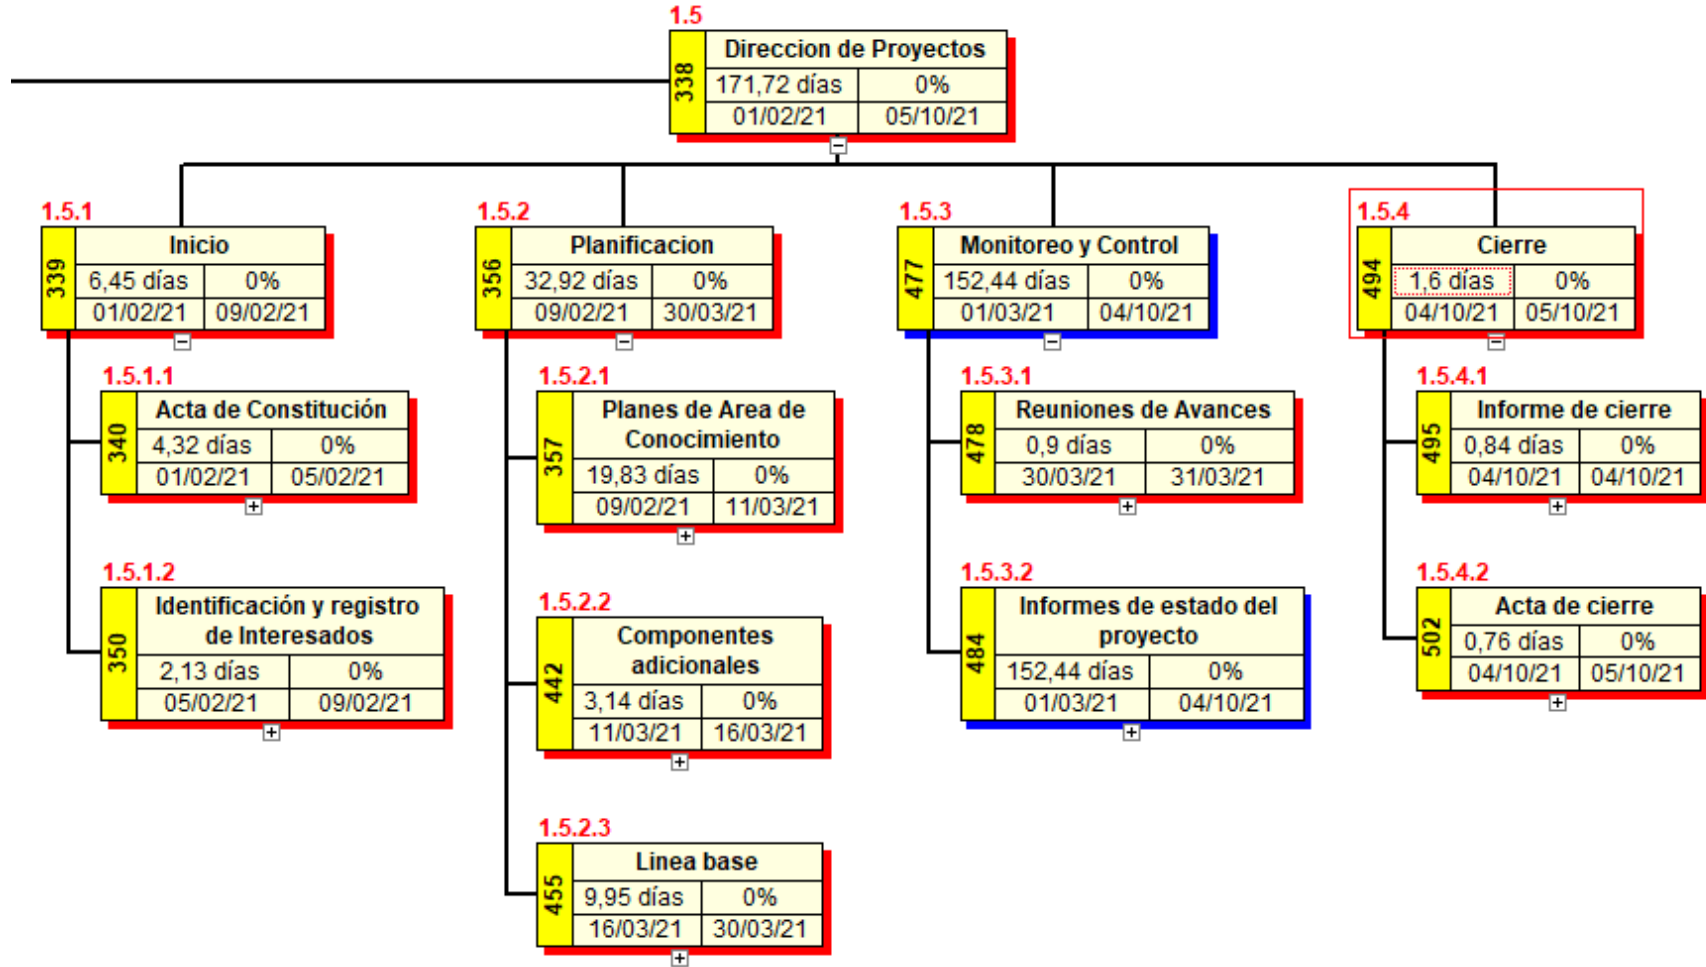 1.5
338
Direccion de Proyectos
171,72 días 0%
01/02/21 05/10/21
1.5.1
339
Inicio
6,45 días 0%
01/02/21 09/02/21
1.5.1.1
340
Acta de Constitución
4,32 días 0%
01/02/21 05/02/21
1.5.1.2
350
Identificación y registro
de Interesados
2,13 días 0%
05/02/21 09/02/21
1.5.2
356
Planificacion
32,92 días 0%
09/02/21 30/03/21
1.5.2.1
357
Planes de Area de
Conocimiento
19,83 días 0%
09/02/21 11/03/21
1.5.2.2
442
Componentes
adicionales
3,14 días 0%
11/03/21 16/03/21
1.5.2.3
455
Linea base
9,95 días 0%
16/03/21 30/03/21
1.5.3
477
Monitoreo y Control
152,44 días 0%
01/03/21 04/10/21
1.5.3.1
478
Reuniones de Avances
0,9 días 0%
30/03/21 31/03/21
1.5.3.2
484
Informes de estado del
proyecto
152,44 días 0%
01/03/21 04/10/21
1.5.4
494
Cierre
1,6 días 0%
04/10/21 05/10/21
1.5.4.1
495
Informe de cierre
0,84 días 0%
04/10/21 04/10/21
1.5.4.2
502
Acta de cierre
0,76 días 0%
04/10/21 05/10/21